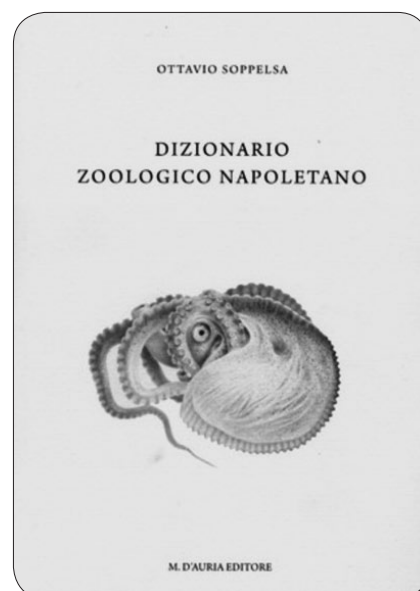 OTTAVIO SOPPELSA
DIZIONARIO
ZOOLOGICO NAPOLETANO
M. D'AURIA EDITORE